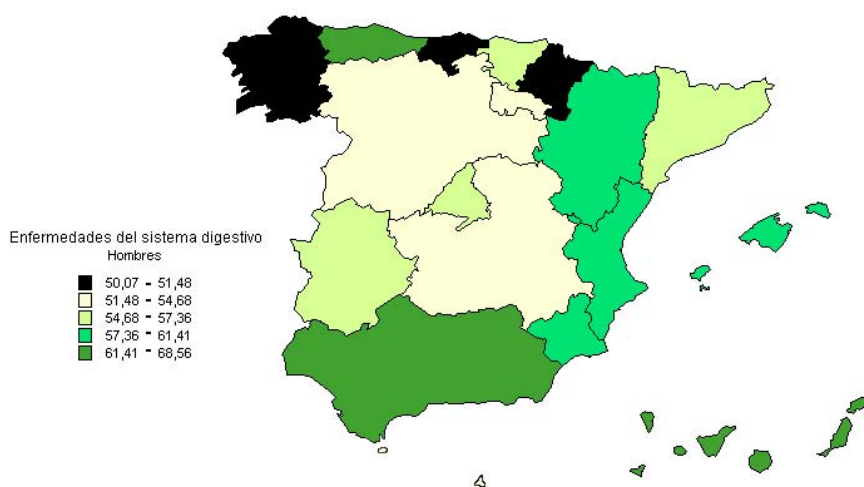 Enfermedades del sistema digestivo
Hombres
50,07 - 51,48
51,48 - 54,68
54,68 - 57,36
57,36 - 61,41
61,41 - 68,56